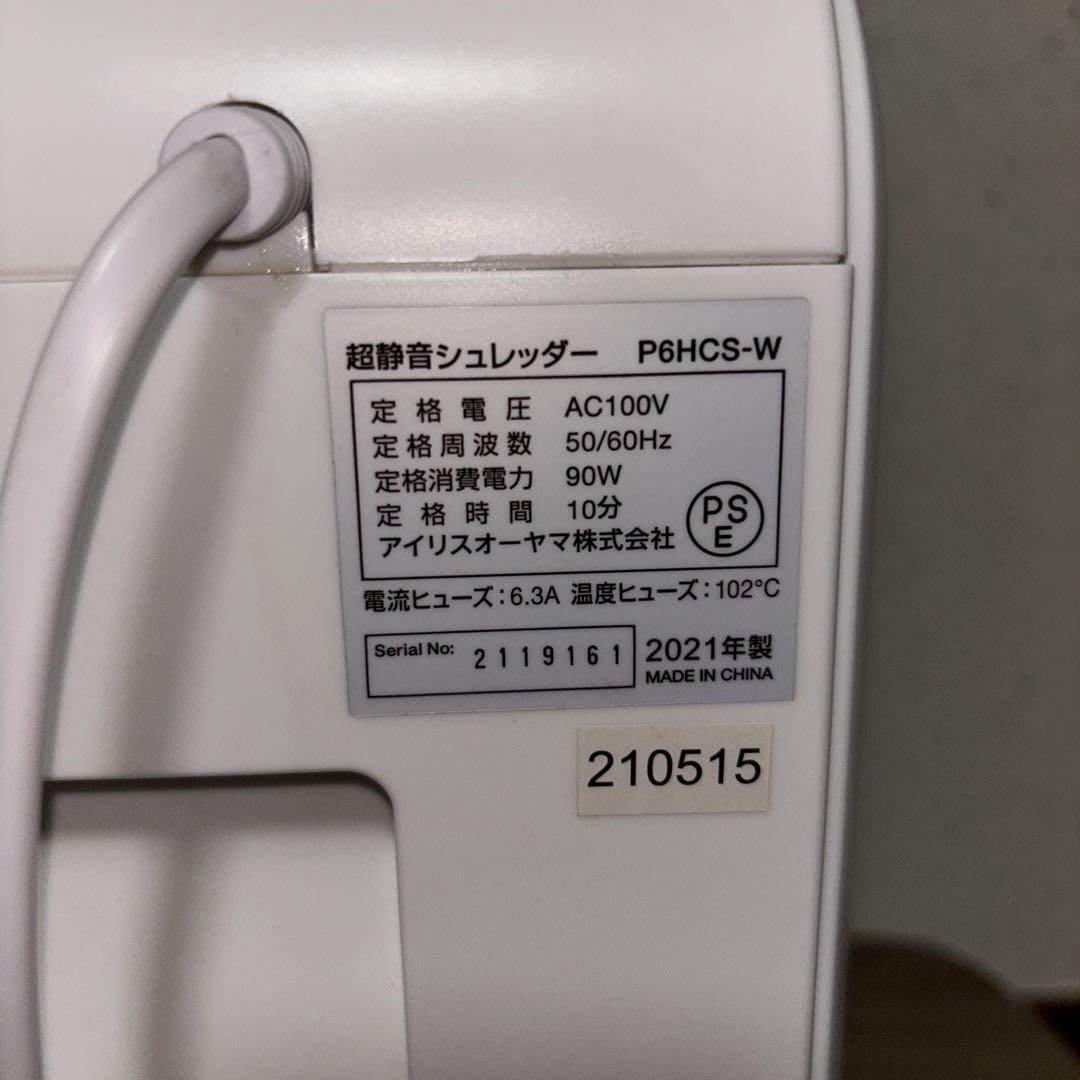 超静音シュレッダー P6HCS-W
定格電圧 AC100V
定格周波数 50/60Hz
定格消費電力 90W
定格時間 10分
アイリスオーヤマ株式会社
PS
E
電流ヒューズ:6.3A 温度ヒューズ:102°C
Serial No: 2119161 2021年製
MADE IN CHINA
210515